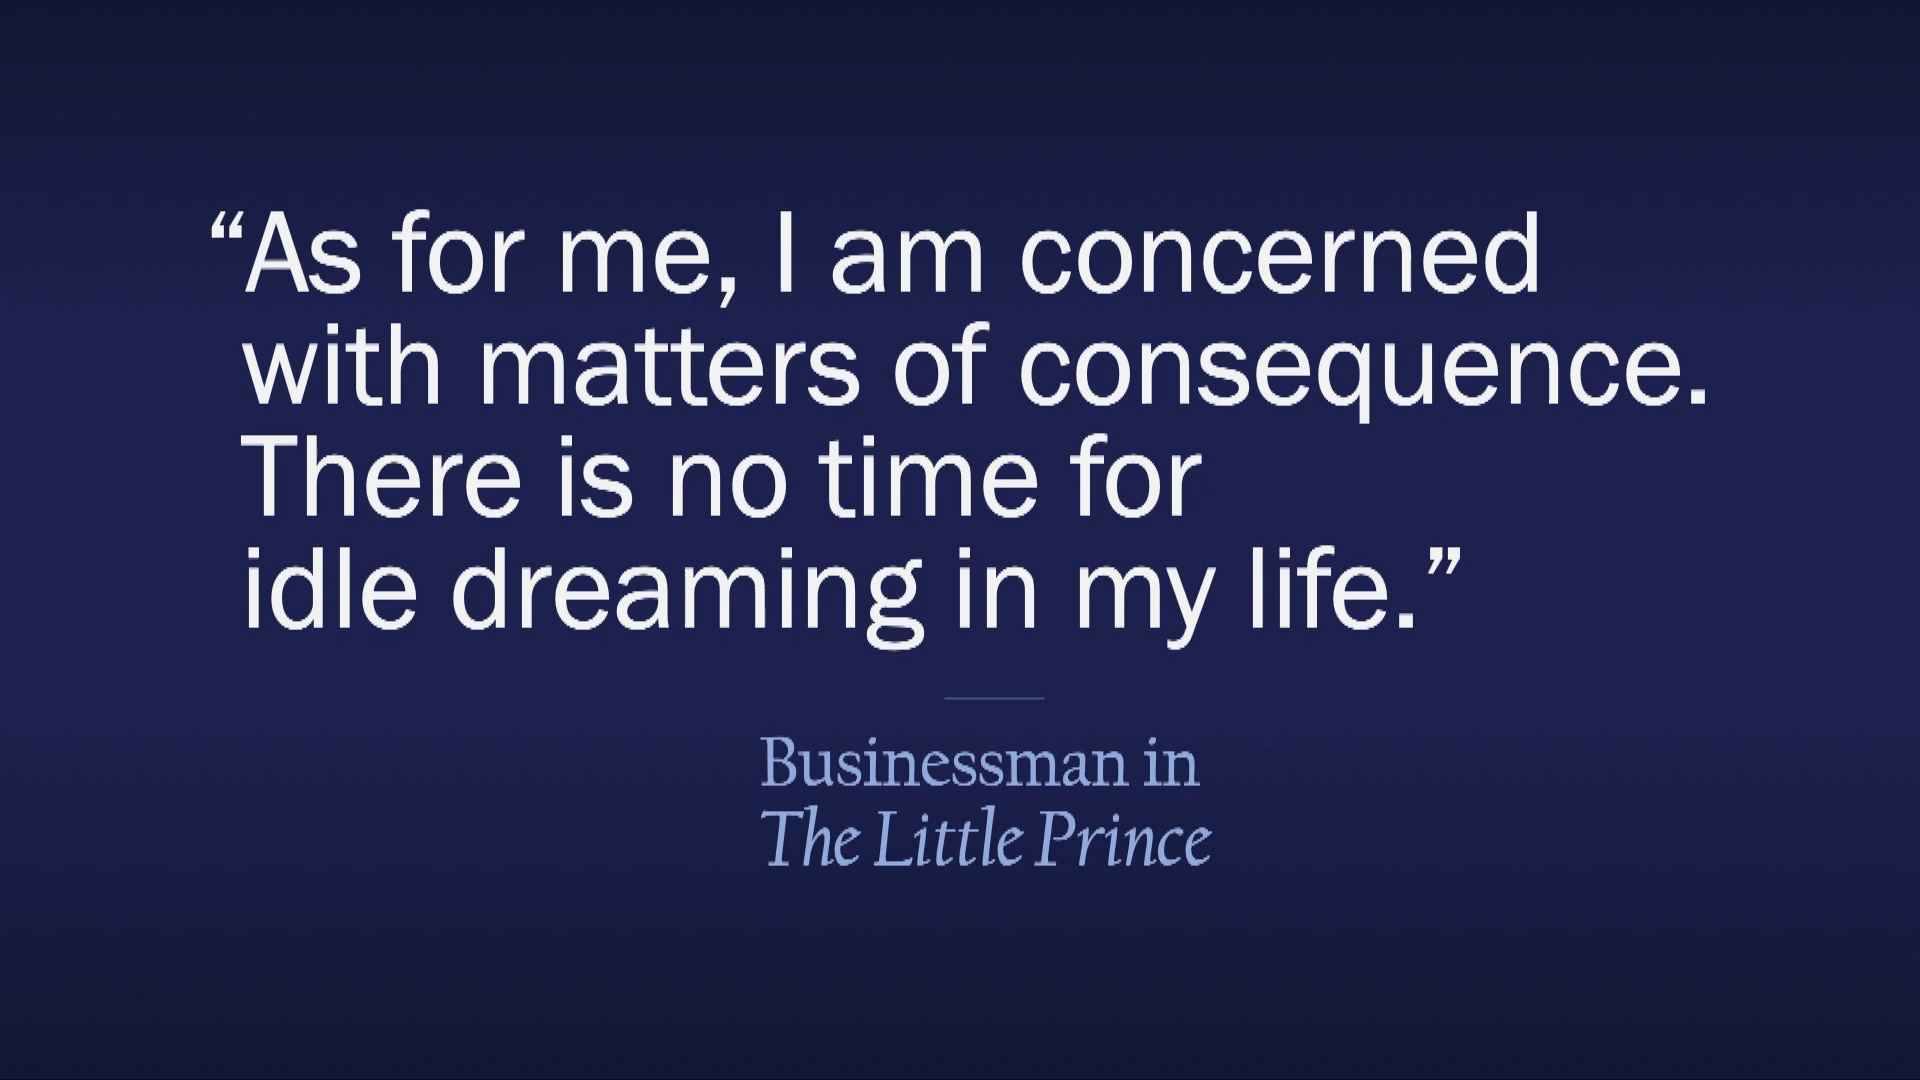 “As for me, I am concerned
with matters of consequence.
There is no time for
idle dreaming in my life.”
Businessman in
The Little Prince